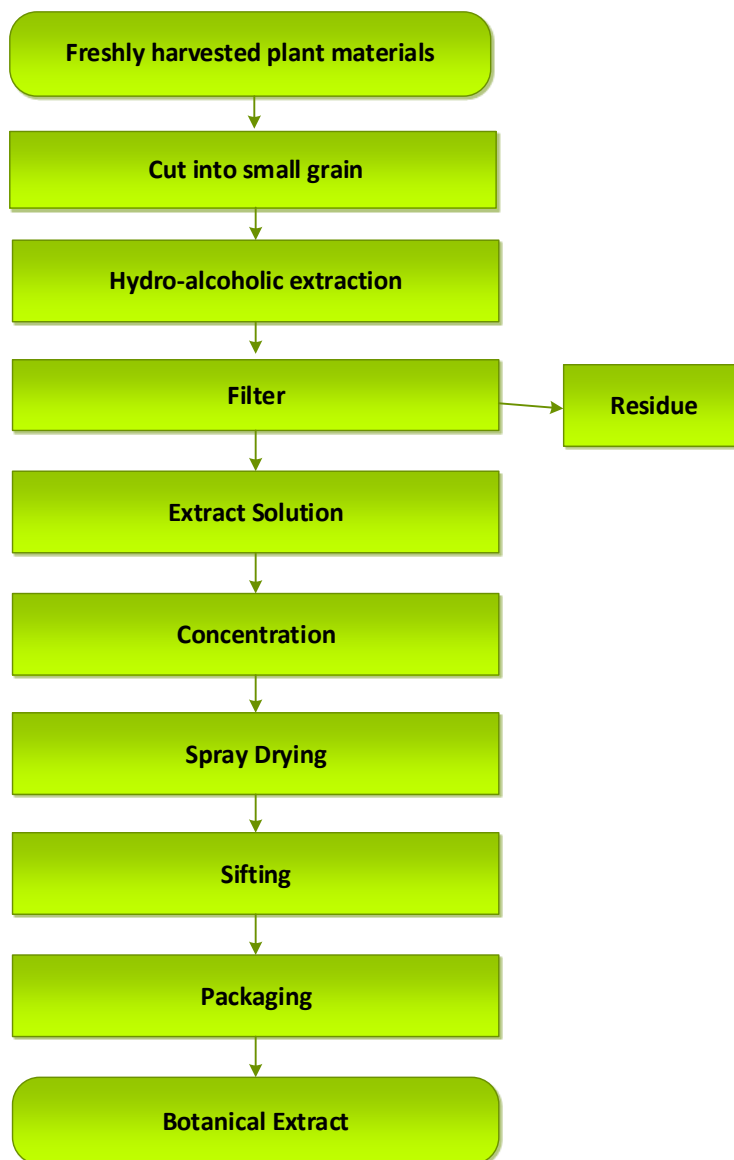 Freshly harvested plant materials
Cut into small grain
Hydro-alcoholic extraction
Filter
Residue
Extract Solution
Concentration
Spray Drying
Sifting
Packaging
Botanical Extract